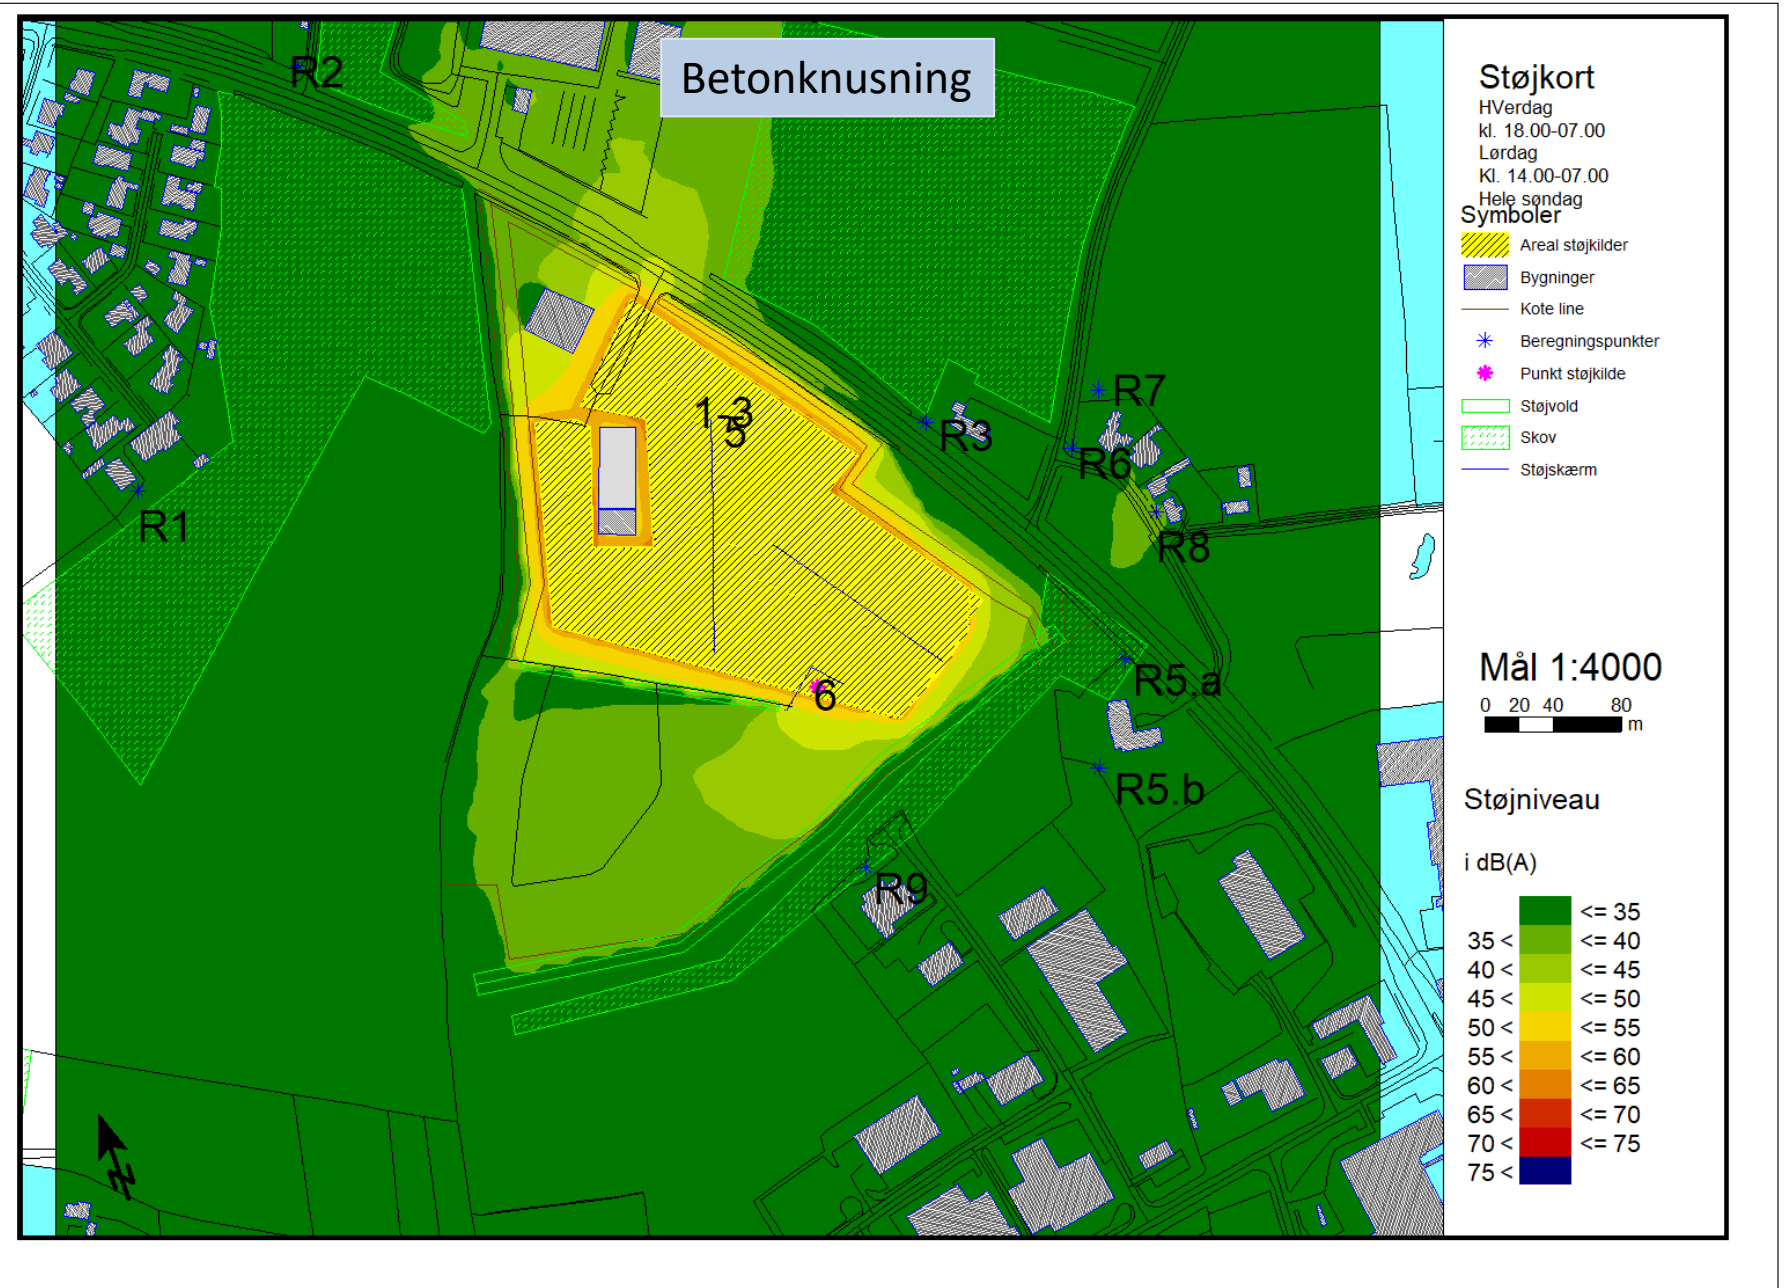 Betonknusning
R2
R1
1-3
5
R3
R7
R6
R8
R5.a
R5.b
6
R9
N
Støjkort
HVerdag
kl. 18.00-07.00
Lørdag
Kl. 14.00-07.00
Hele søndag
Symboler
Areal støjkilder
Bygninger
Kote line
Beregningspunkter
Punkt støjkilde
Støjvold
Skov
Støjskærm
Mål 1:4000
0 20 40 80
m
Støjniveau
i dB(A)
<= 35
35 < <= 40
40 < <= 45
45 < <= 50
50 < <= 55
55 < <= 60
60 < <= 65
65 < <= 70
70 < <= 75
75 <